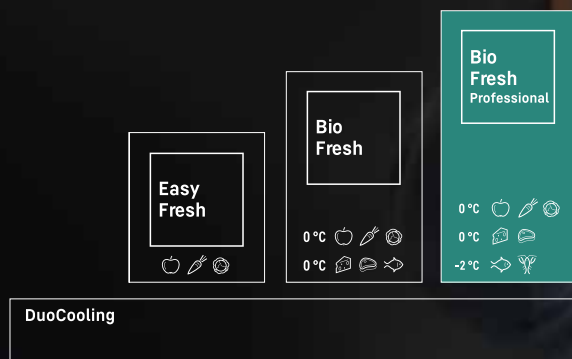 Bio
Fresh
Professional
Bio
Fresh
Easy
Fresh
0 °C
0 °C
-2 °C
0 °C
0 °C
DuoCooling